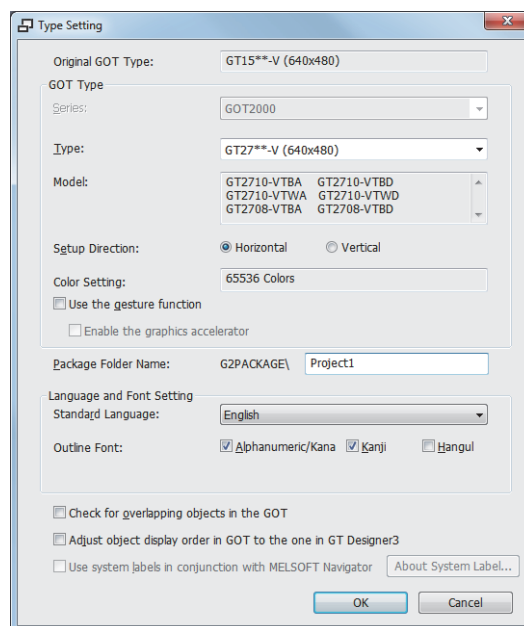 Type Setting
Original GOT Type: GT15**-V (640x480)
GOT Type
Series: GOT2000
Type: GT27**-V (640x480)
Model: GT2710-VTBA GT2710-VTBD
GT2710-VTWA GT2710-VTWD
GT2708-VTBA GT2708-VTBD
Setup Direction: Horizontal Vertical
Color Setting: 65536 Colors
Use the gesture function
Enable the graphics accelerator
Package Folder Name: G2PACKAGE\ Project1
Language and Font Setting
Standard Language: English
Outline Font: Alphanumeric/Kana Kanji Hangul
Check for overlapping objects in the GOT
Adjust object display order in GOT to the one in GT Designer3
Use system labels in conjunction with MELSOFT Navigator About System Label...
OK Cancel